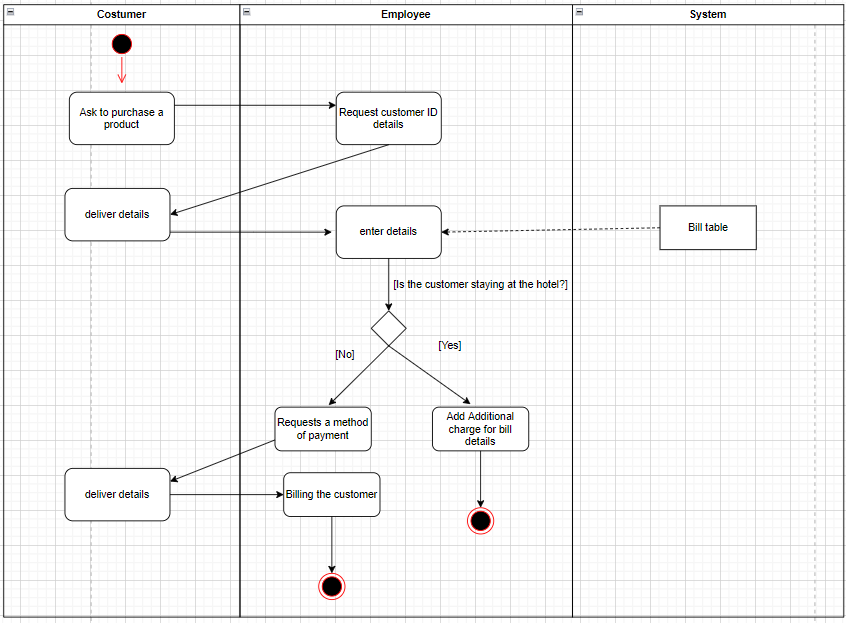 Costumer
Employee
System
Ask to purchase a
product
Request customer ID
details
deliver details
enter details
Bill table
[Is the customer staying at the hotel?]
[No]
[Yes]
Requests a method
of payment
Add Additional
charge for bill
details
deliver details
Billing the customer